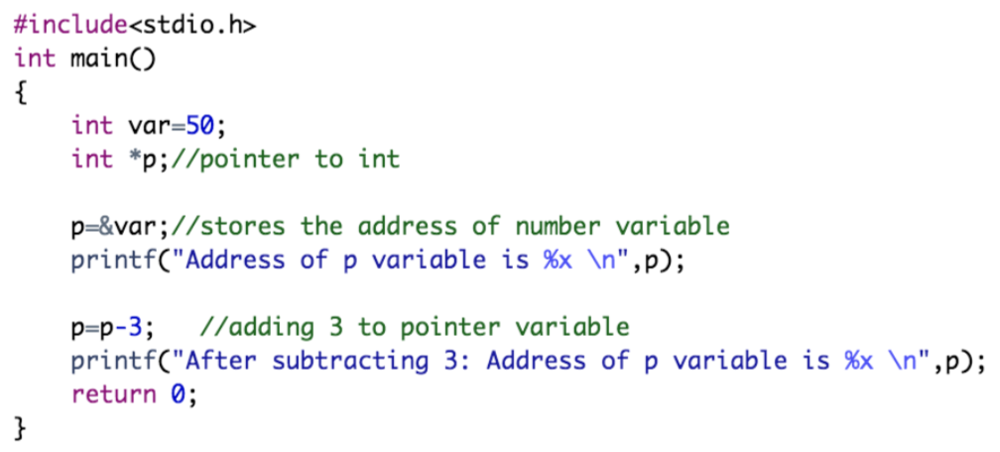 #include<stdio.h>
int main()
{
int var=50;
int *p;//pointer to int
p=&var;//stores the address of number variable
printf("Address of p variable is %x \n",p);
p=p-3; //adding 3 to pointer variable
printf("After subtracting 3: Address of p variable is %x \n",p);
return 0;
}